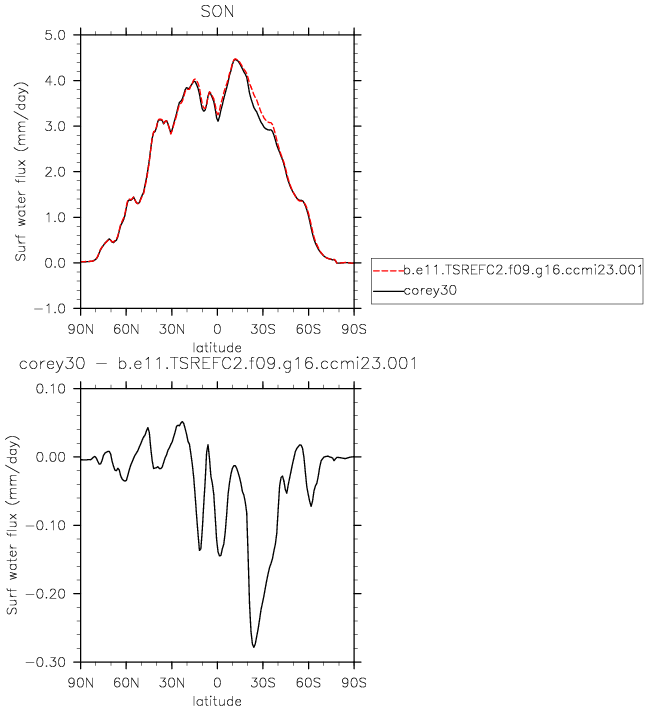 SON
5.0
4.0
3.0
2.0
1.0
0.0
−1.0
Surf water flux (mm/day)
90N 60N 30N 0 30S 60S 90S
latitude
b.e11.TSREFC2.f09.g16.ccmi23.001
corey30
corey30 − b.e11.TSREFC2.f09.g16.ccmi23.001
0.10
0.00
−0.10
−0.20
−0.30
Surf water flux (mm/day)
90N 60N 30N 0 30S 60S 90S
latitude